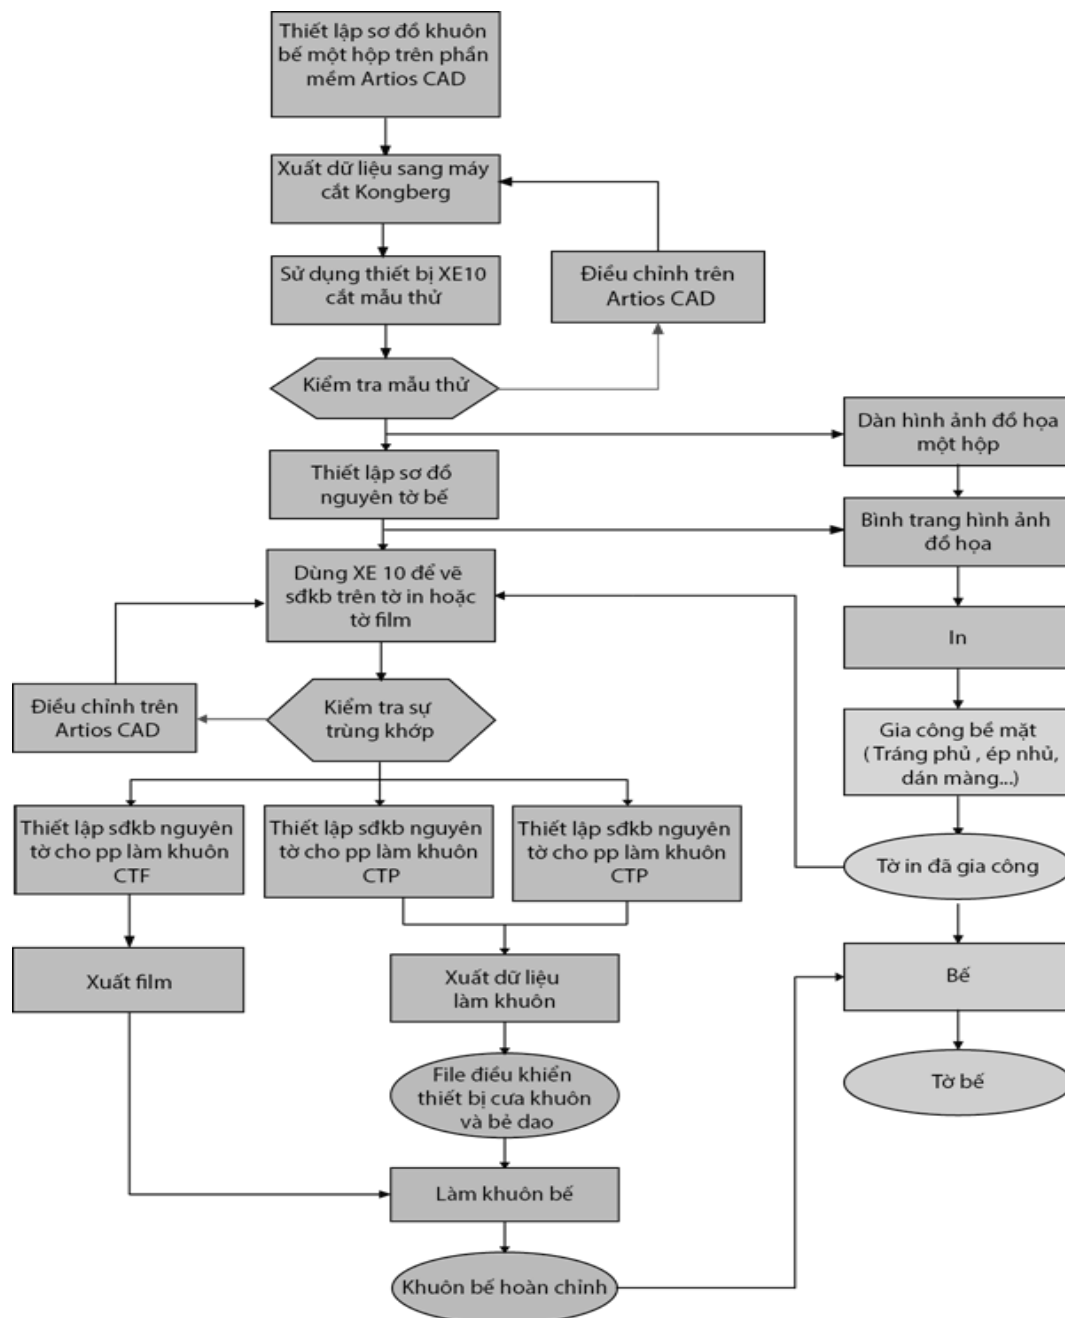 Thiết lập sơ đồ khuôn
bế một hộp trên phần
mềm Artios CAD
Xuất dữ liệu sang máy
cắt Kongberg
Sử dụng thiết bị XE10
cắt mẫu thử
Điều chỉnh trên
Artios CAD
Kiểm tra mẫu thử
Dàn hình ảnh đồ họa
một hộp
Thiết lập sơ đồ
nguyên tờ bế
Bình trang hình ảnh
đồ họa
Dùng XE 10 để vẽ
sđkb trên tờ in hoặc
tờ film
In
Điều chỉnh trên
Artios CAD
Kiểm tra sự
trùng khớp
Gia công bề mặt
( Tráng phủ , ép nhủ,
dán màng...)
Thiết lập sđkb nguyên
tờ cho pp làm khuôn
CTF
Thiết lập sđkb nguyên
tờ cho pp làm khuôn
CTP
Thiết lập sđkb nguyên
tờ cho pp làm khuôn
CTP
Tờ in đã gia công
Xuất film
Xuất dữ liệu
làm khuôn
Bế
File điều khiển
thiết bị cưa khuôn
và bẻ dao
Tờ bế
Làm khuôn bế
Khuôn bế hoàn chỉnh